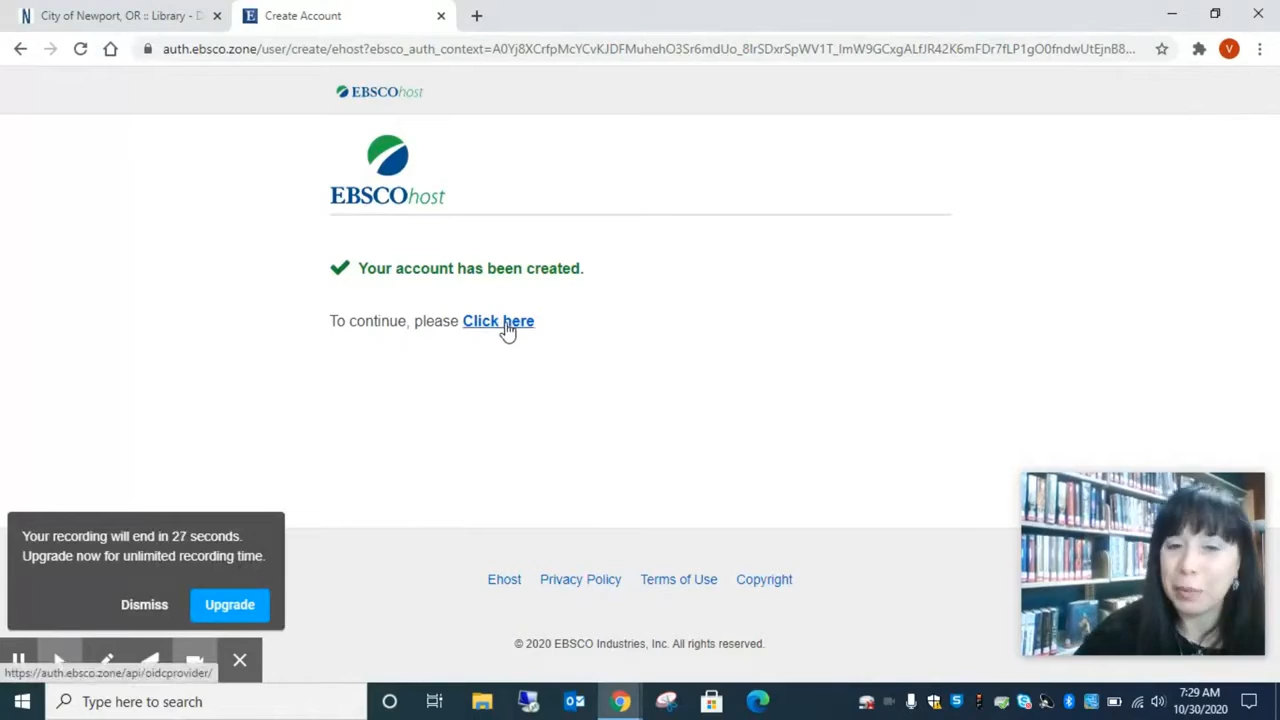 City of Newport, OR :: Library - D
Create Account
auth.ebsco.zone/user/create/ehost?ebsco_auth_context=A0Yj8XCrfpMcYCvKJDFMuhehO3Sr6mdUo_8IrSDxrSpWV1T_ImW9GCxgALfJR42K6mFDr7fLP1gO0fndwUtEjnB8...
V
EBSCOhost
EBSCOhost
Your account has been created.
To continue, please Click here
Your recording will end in 27 seconds.
Upgrade now for unlimited recording time.
Dismiss
Upgrade
Ehost
Privacy Policy
Terms of Use
Copyright
© 2020 EBSCO Industries, Inc. All rights reserved.
https://auth.ebsco.zone/api/oidcprovider/
Type here to search
7:29 AM
10/30/2020